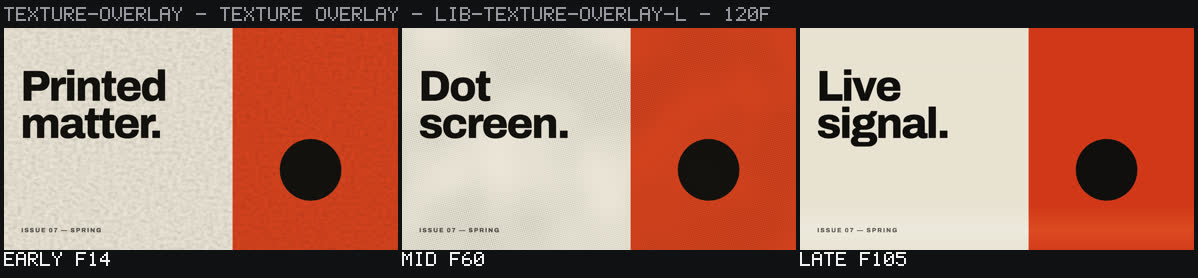 TEXTURE-OVERLAY — TEXTURE OVERLAY — LIB-TEXTURE-OVERLAY-L — 120F
Printed
matter.
ISSUE 07 — SPRING
EARLY F14
Dot
screen.
ISSUE 07 — SPRING
MID F60
Live
signal.
ISSUE 07 — SPRING
LATE F105